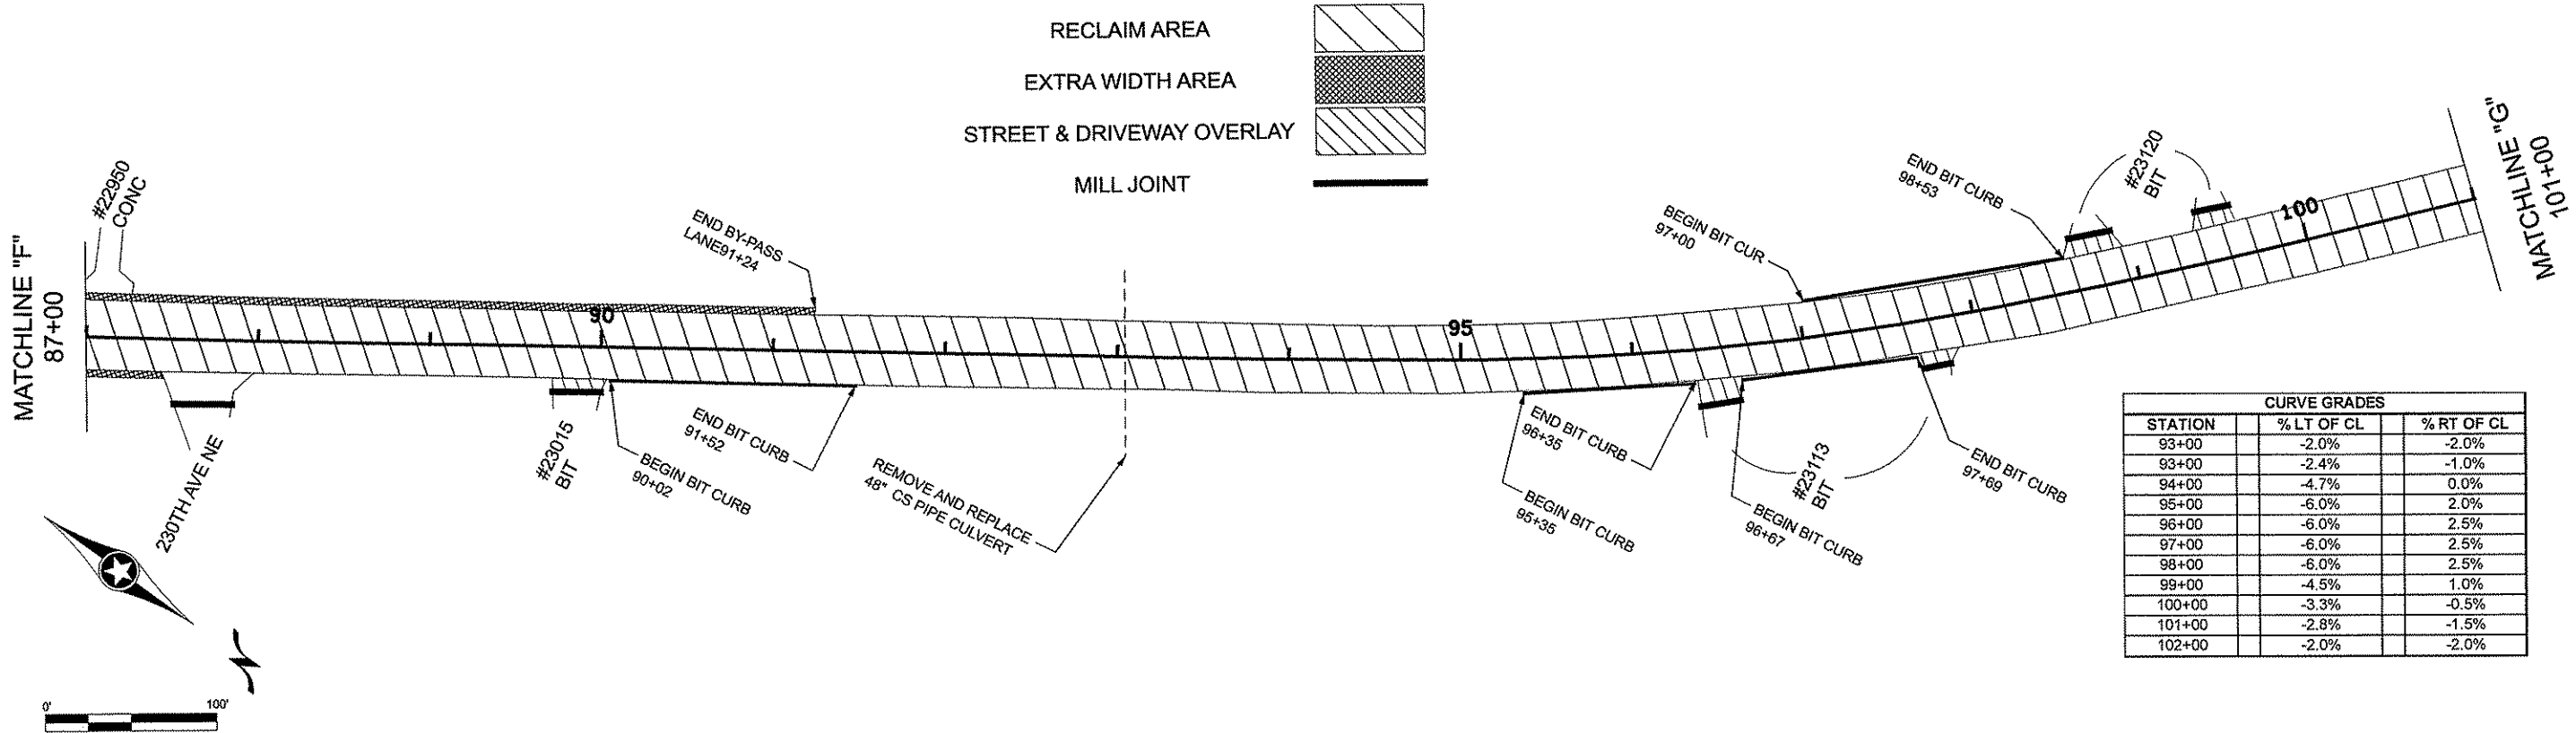 RECLAIM AREA
EXTRA WIDTH AREA
STREET & DRIVEWAY OVERLAY
MILL JOINT
MATCHLINE "F"
87+00
#22950
CONC
END BY-PASS
LANE91+24
BEGIN BIT CUR
97+00
END BIT CURB
98+53
#23120
BIT
MATCHLINE "G"
101+00
90
95
100
230TH AVE NE
#23015
BIT
BEGIN BIT CURB
90+02
END BIT CURB
91+52
REMOVE AND REPLACE
48" CS PIPE CULVERT
BEGIN BIT CURB
95+35
END BIT CURB
96+35
BEGIN BIT CURB
96+67
#23113
BIT
END BIT CURB
97+69
CURVE GRADES
STATION % LT OF CL % RT OF CL
93+00 -2.0% -2.0%
93+00 -2.4% -1.0%
94+00 -4.7% 0.0%
95+00 -6.0% 2.0%
96+00 -6.0% 2.5%
97+00 -6.0% 2.5%
98+00 -6.0% 2.5%
99+00 -4.5% 1.0%
100+00 -3.3% -0.5%
101+00 -2.8% -1.5%
102+00 -2.0% -2.0%
N
0' 100'